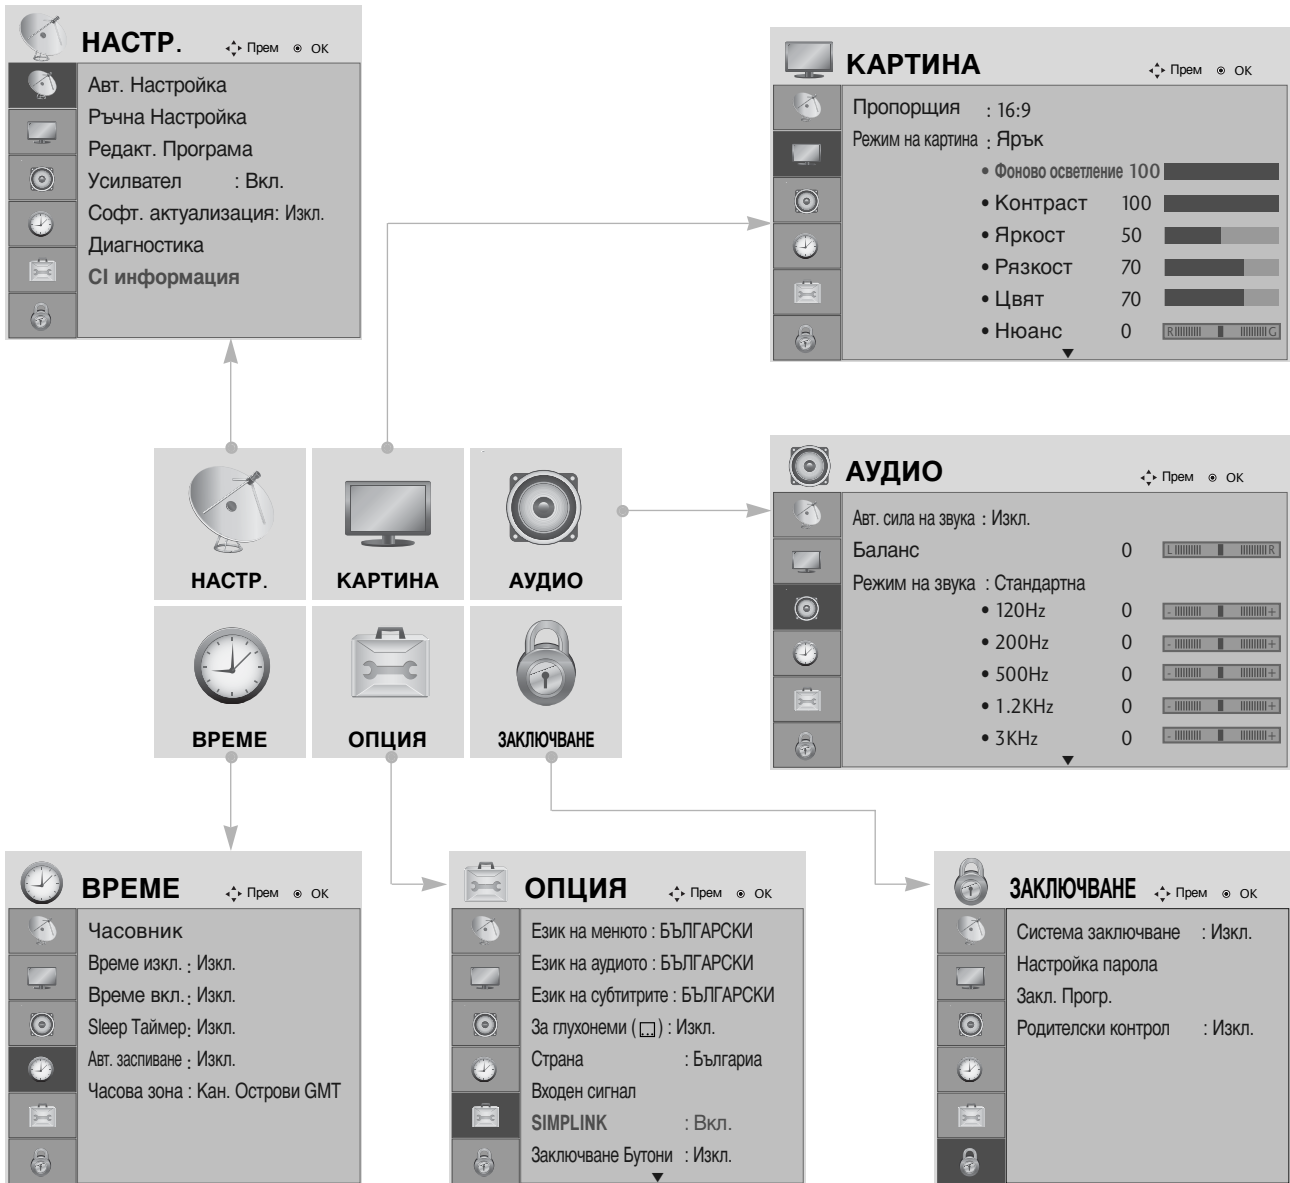 НАСТР. Прем OK
Авт. Настройка
Ръчна Настройка
Редакт. Програма
Усилвател : Вкл.
Софт. актуализация: Изкл.
Диагностика
CI информация
КАРТИНА Прем OK
Пропорщия : 16:9
Режим на картина : Ярък
• Фоново осветление 100
• Контраст 100
• Яркост 50
• Рязкост 70
• Цвят 70
• Нюанс 0 R G
НАСТР. КАРТИНА АУДИО
ВРЕМЕ ОПЦИЯ ЗАКЛЮЧВАНЕ
АУДИО Прем OK
Авт. сила на звука : Изкл.
Баланс 0 L R
Режим на звука : Стандартна
• 120Hz 0 - +
• 200Hz 0 - +
• 500Hz 0 - +
• 1.2KHz 0 - +
• 3KHz 0 - +
ВРЕМЕ Прем OK
Часовник
Време изкл. : Изкл.
Време вкл. : Изкл.
Sleep Таймер : Изкл.
Авт. заспиване : Изкл.
Часова зона : Кан. Острови GMT
ОПЦИЯ Прем OK
Език на менюто : БЪЛГАРСКИ
Език на аудиото : БЪЛГАРСКИ
Език на субтитрите : БЪЛГАРСКИ
За глухонеми ( ) : Изкл.
Страна : Българиа
Входен сигнал
SIMPLINK : Вкл.
Заключване Бутони : Изкл.
ЗАКЛЮЧВАНЕ Прем OK
Система заключване : Изкл.
Настройка парола
Закл. Прогр.
Родителски контрол : Изкл.